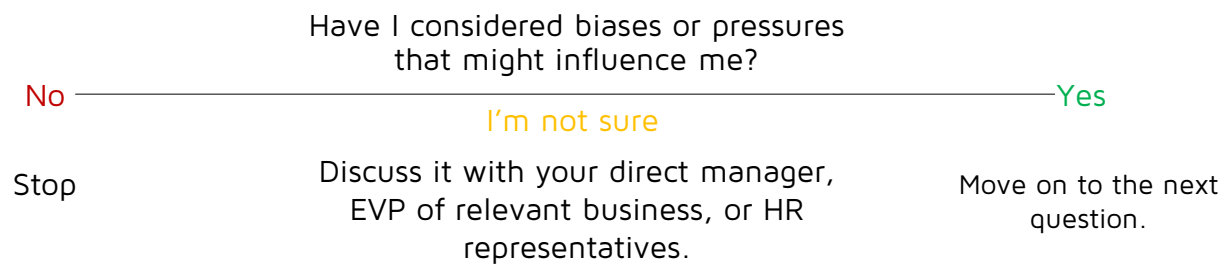 Have I considered biases or pressures
that might influence me?
No
Yes
I'm not sure
Stop
Discuss it with your direct manager,
EVP of relevant business, or HR
representatives.
Move on to the next
question.